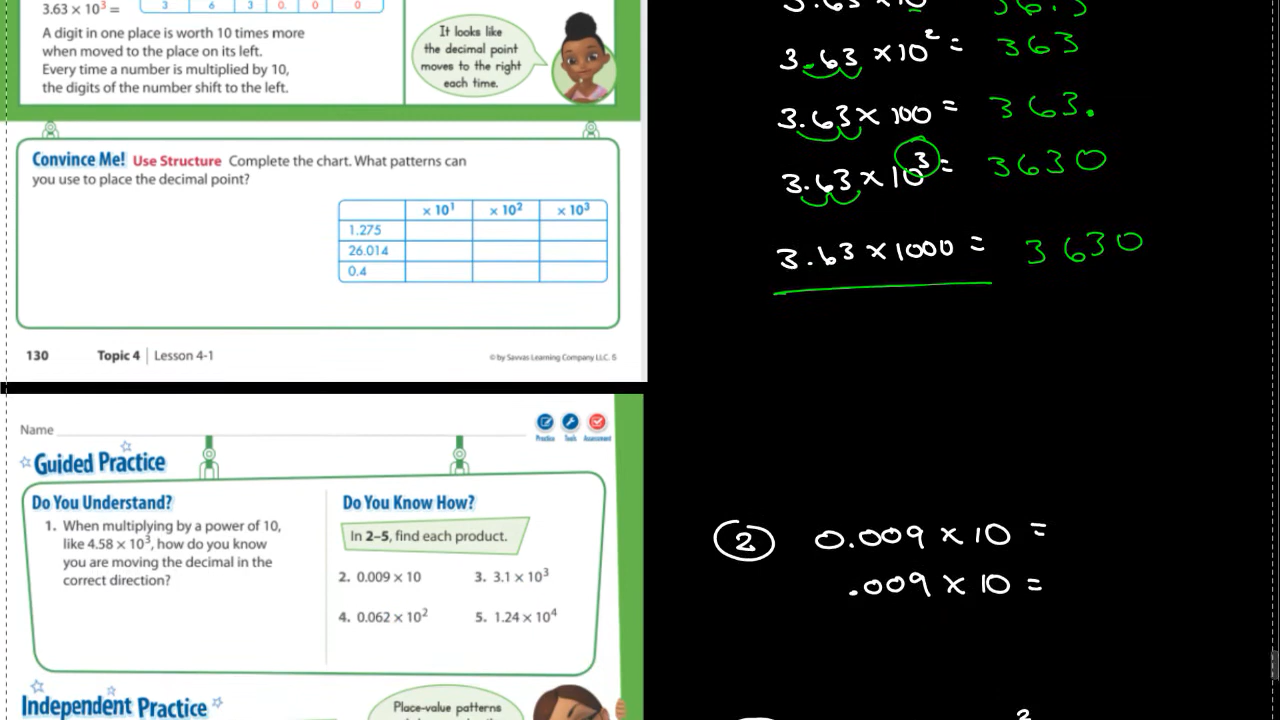 3.63 × 10³ =
3 6 3 0. 0 0
A digit in one place is worth 10 times more
when moved to the place on its left.
Every time a number is multiplied by 10,
the digits of the number shift to the left.
It looks like
the decimal point
moves to the right
each time.
Convince Me! Use Structure Complete the chart. What patterns can
you use to place the decimal point?
× 10¹ × 10² × 10³
1.275
26.014
0.4
130 Topic 4 | Lesson 4-1
© by Savvas Learning Company LLC. 5
Name
Practice Tools Assessment
Guided Practice
Do You Understand?
1. When multiplying by a power of 10,
like 4.58 × 10³, how do you know
you are moving the decimal in the
correct direction?
Do You Know How?
In 2–5, find each product.
2. 0.009 × 10 3. 3.1 × 10³
4. 0.062 × 10² 5. 1.24 × 10⁴
Independent Practice
Place-value patterns
3.63 × 10² = 363
3.63 × 100 = 363.
3.63 × 10³ = 3630
3.63 × 1000 = 3630
2 0.009 × 10 =
.009 × 10 =